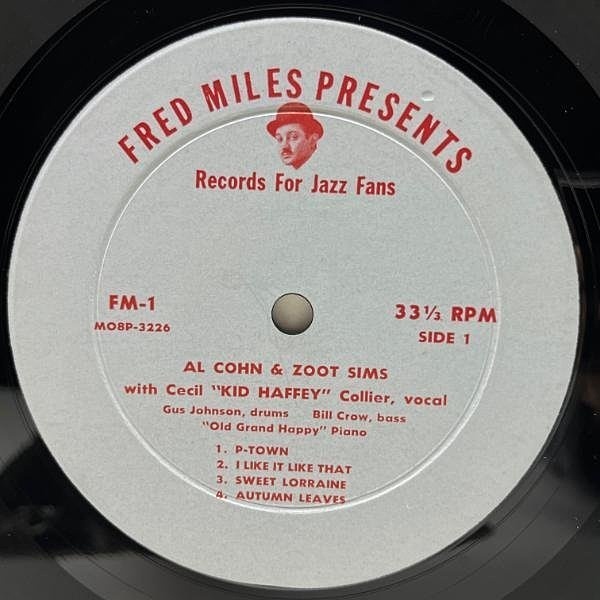 FRED MILES PRESENTS
Records For Jazz Fans
FM-1
MO8P-3226
33 1/3 RPM
SIDE 1
AL COHN & ZOOT SIMS
with Cecil "KID HAFFEY" Collier, vocal
Gus Johnson, drums Bill Crow, bass
"Old Grand Happy" Piano
1. P-TOWN
2. I LIKE IT LIKE THAT
3. SWEET LORRAINE
4. AUTUMN LEAVES